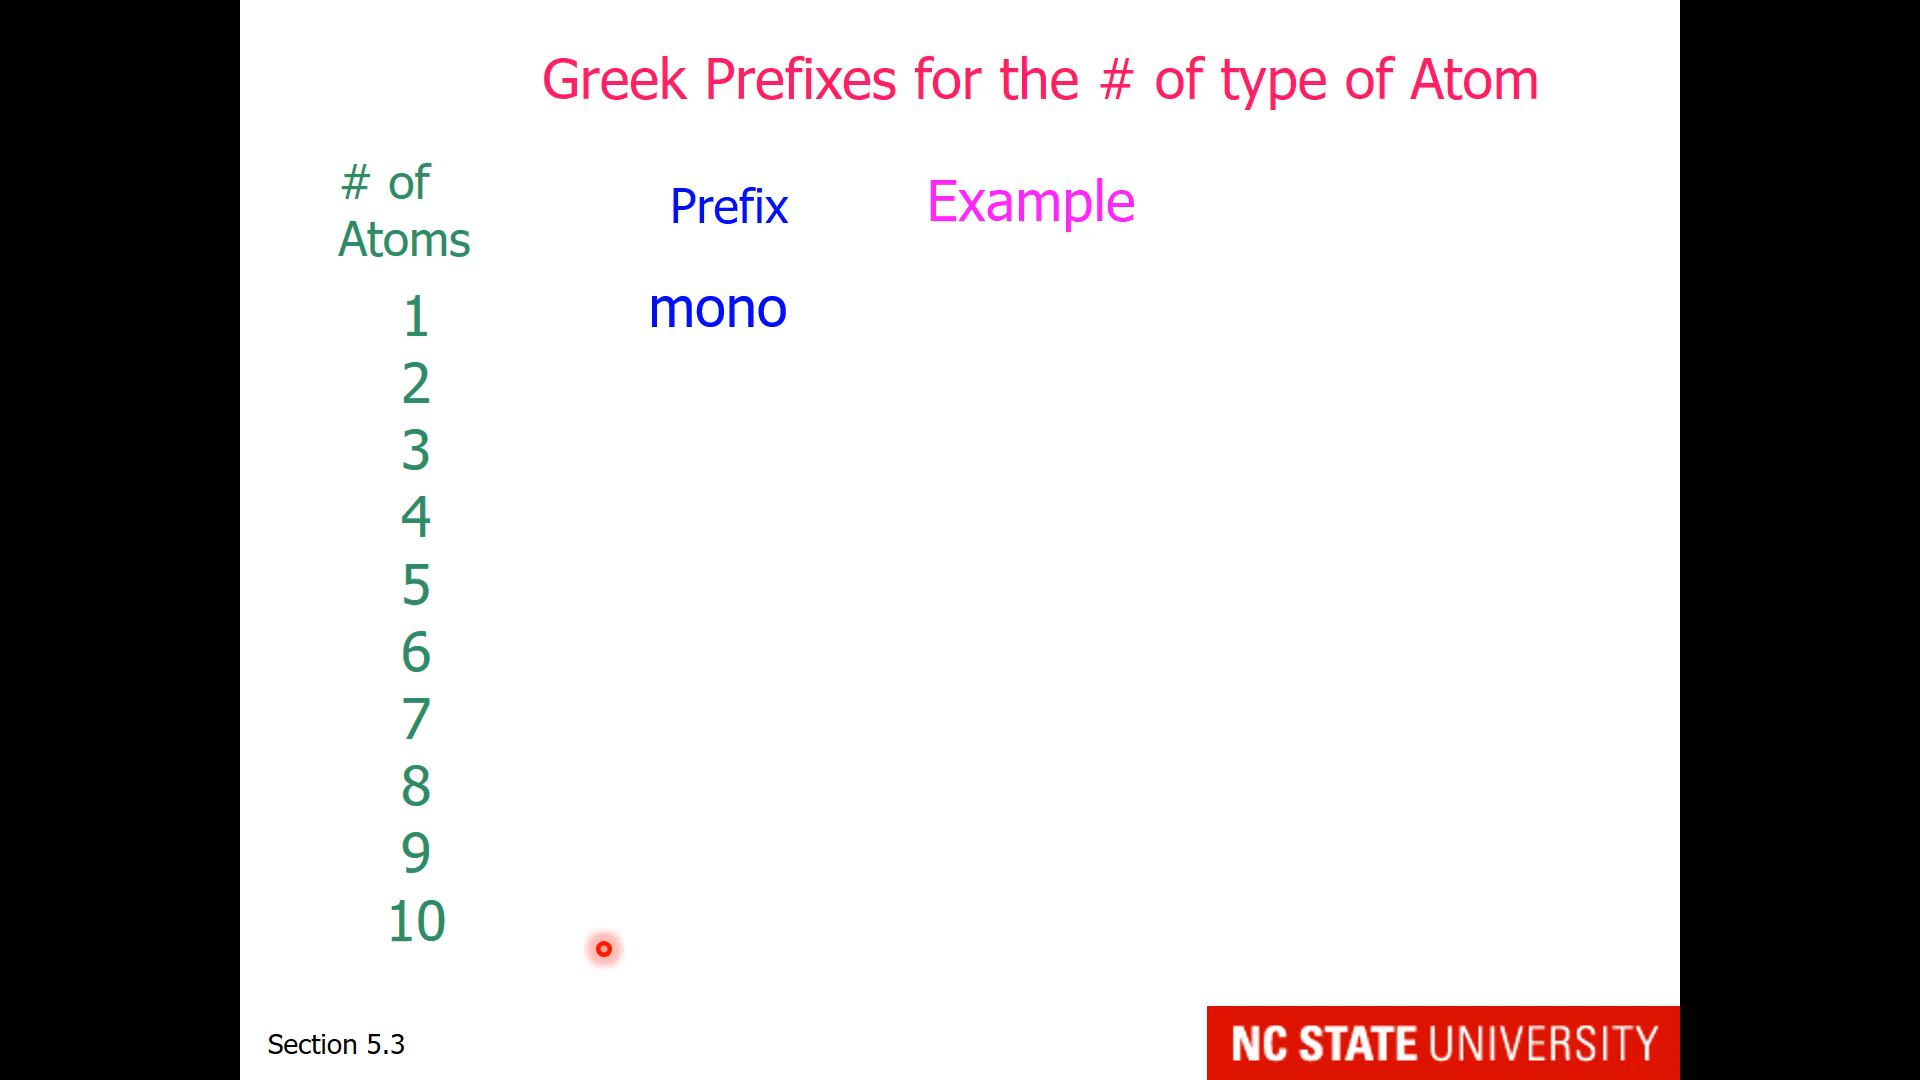 Greek Prefixes for the # of type of Atom
# of
Atoms
Prefix
Example
1
mono
2
3
4
5
6
7
8
9
10
Section 5.3
NC STATE UNIVERSITY